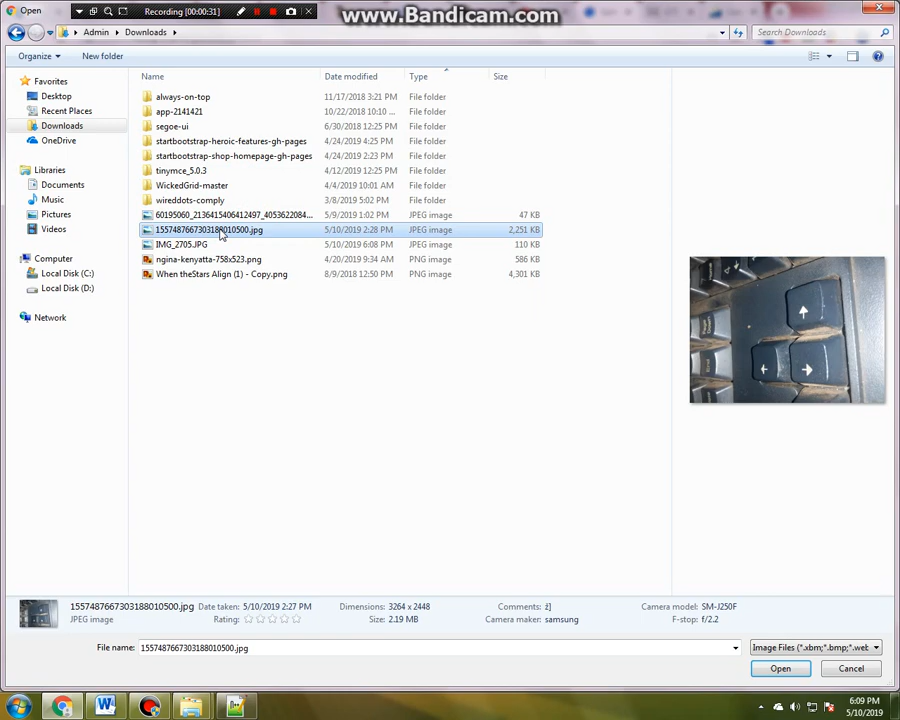 Open
Recording [00:00:31]
www.Bandicam.com
Admin
Downloads
Search Downloads
Organize
New folder
Name
Date modified
Type
Size
Favorites
Desktop
Recent Places
Downloads
OneDrive
Libraries
Documents
Music
Pictures
Videos
Computer
Local Disk (C:)
Local Disk (D:)
Network
always-on-top 11/17/2018 3:21 PM File folder
app-2141421 10/22/2018 10:10 ... File folder
segoe-ui 6/30/2018 12:25 PM File folder
startbootstrap-heroic-features-gh-pages 4/24/2019 4:25 PM File folder
startbootstrap-shop-homepage-gh-pages 4/24/2019 2:23 PM File folder
tinymce_5.0.3 4/12/2019 12:25 PM File folder
WickedGrid-master 4/4/2019 10:01 AM File folder
wireddots-comply 3/8/2019 5:02 PM File folder
60195060_2136415406412497_4053622084... 5/9/2019 1:02 PM JPEG image 47 KB
1557487667303188010500.jpg 5/10/2019 2:28 PM JPEG image 2,251 KB
IMG_2705.JPG 5/10/2019 6:08 PM JPEG image 110 KB
ngina-kenyatta-758x523.png 4/20/2019 9:34 AM PNG image 586 KB
When theStars Align (1) - Copy.png 8/9/2018 12:50 PM PNG image 4,301 KB
1557487667303188010500.jpg Date taken: 5/10/2019 2:27 PM Dimensions: 3264 x 2448 Comments: ź] Camera model: SM-J250F
JPEG image Rating: Size: 2.19 MB Camera maker: samsung F-stop: f/2.2
File name: 1557487667303188010500.jpg Image Files (*.xbm;*.bmp;*.wet
Open
Cancel
6:09 PM
5/10/2019